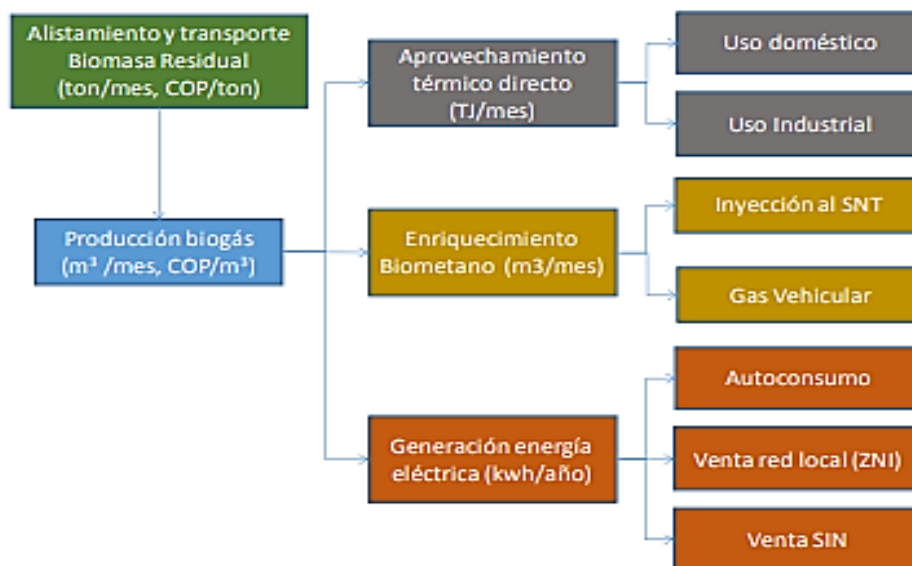 Alistamiento y transporte
Biomasa Residual
(ton/mes, COP/ton)
Producción biogás
(m³ /mes, COP/m³)
Aprovechamiento
térmico directo
(TJ/mes)
Enriquecimiento
Biometano (m3/mes)
Generación energía
eléctrica (kwh/año)
Uso doméstico
Uso Industrial
Inyección al SNT
Gas Vehicular
Autoconsumo
Venta red local (ZNI)
Venta SIN